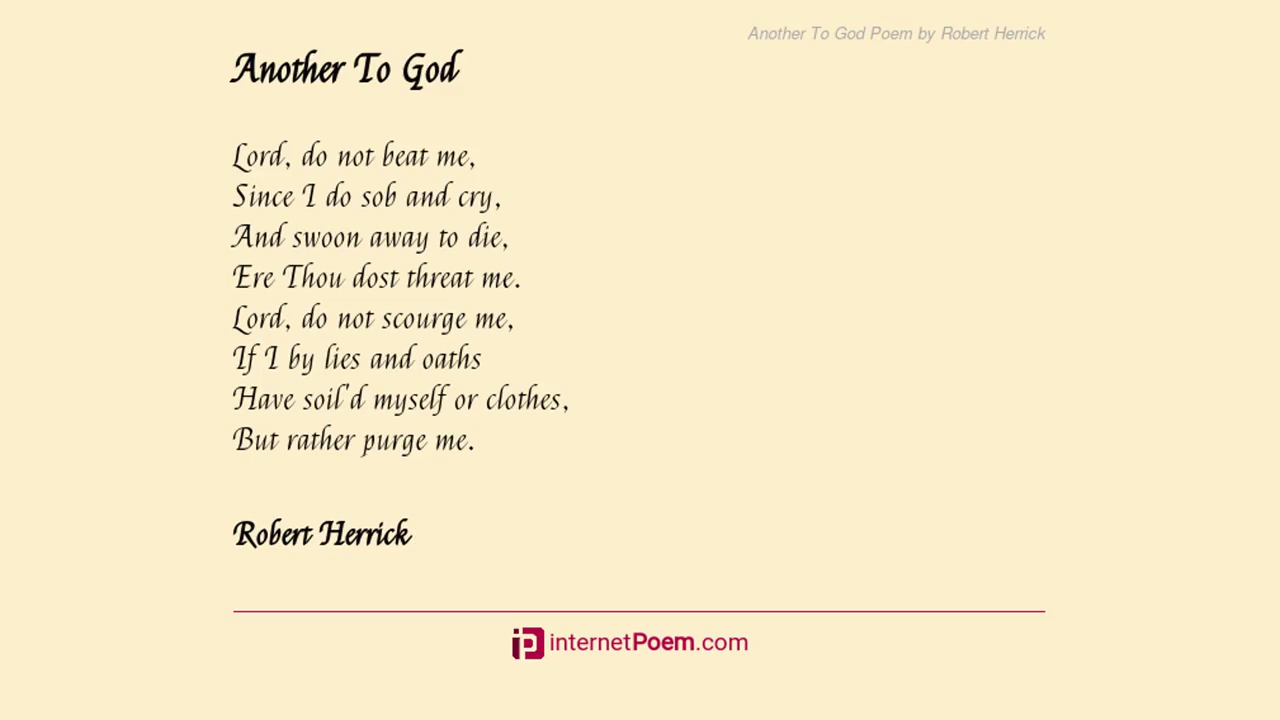 Another To God Poem by Robert Herrick
Another To God
Lord, do not beat me,
Since I do sob and cry,
And swoon away to die,
Ere Thou dost threat me.
Lord, do not scourge me,
If I by lies and oaths
Have soil'd myself or clothes,
But rather purge me.
Robert Herrick
iP internetPoem.com